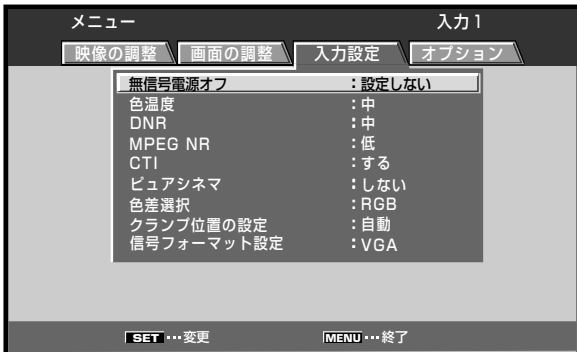 メニュー 入力1
映像の調整 画面の調整 入力設定 オプション
無信号電源オフ :設定しない
色温度 :中
DNR :中
MPEG NR :低
CTI :する
ピュアシネマ :しない
色差選択 :RGB
クランプ位置の設定 :自動
信号フォーマット設定 :VGA
SET…変更 MENU…終了